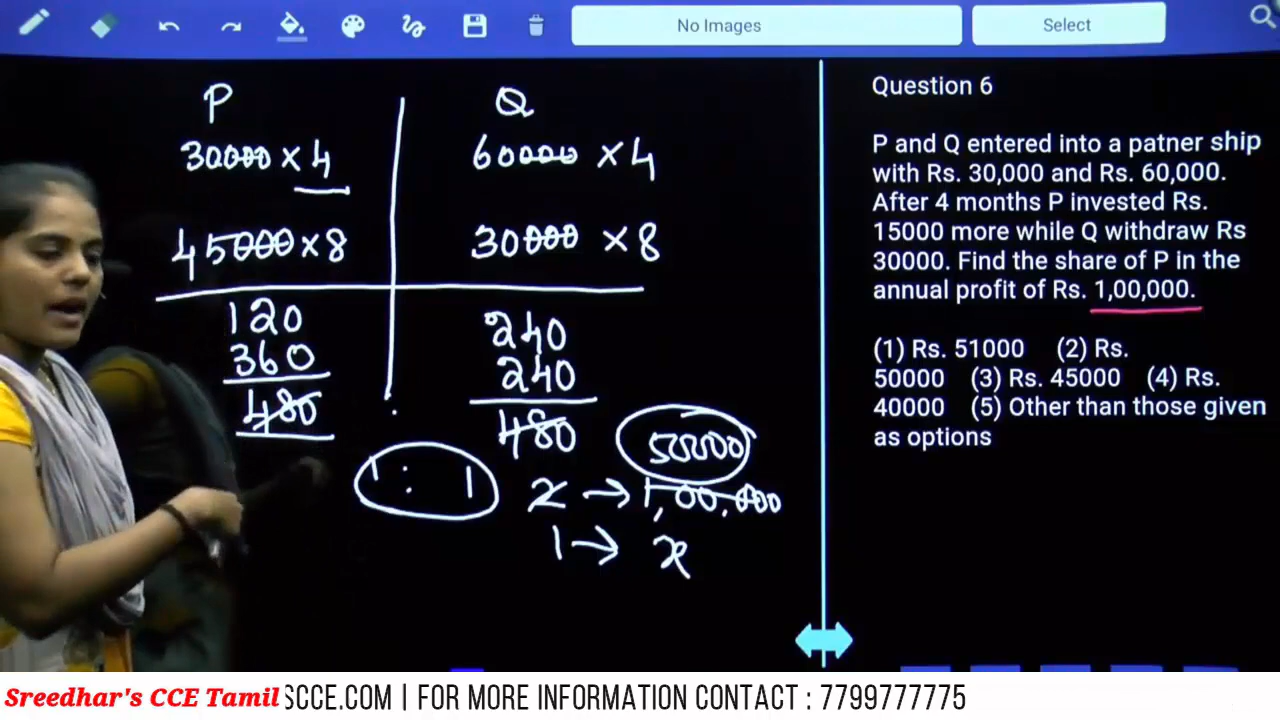 No Images
Select
P
Q
30000 × 4
60000 × 4
45000 × 8
30000 × 8
120
360
480
240
240
480
1 : 1
50000
2 → 1,00,000
1 → x
Question 6
P and Q entered into a patner ship
with Rs. 30,000 and Rs. 60,000.
After 4 months P invested Rs.
15000 more while Q withdraw Rs
30000. Find the share of P in the
annual profit of Rs. 1,00,000.
(1) Rs. 51000 (2) Rs.
50000 (3) Rs. 45000 (4) Rs.
40000 (5) Other than those given
as options
Sreedhar's CCE Tamil SCCE.COM | FOR MORE INFORMATION CONTACT : 7799777775